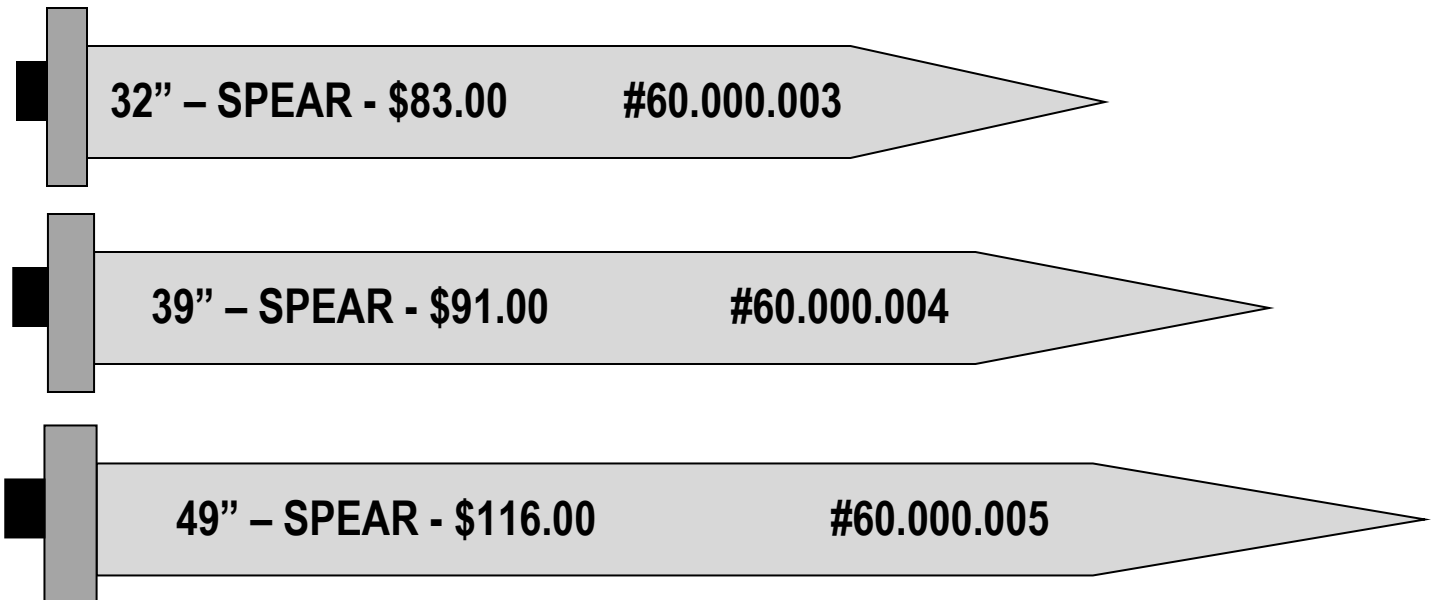 32” – SPEAR - $83.00 #60.000.003
39” – SPEAR - $91.00 #60.000.004
49” – SPEAR - $116.00 #60.000.005